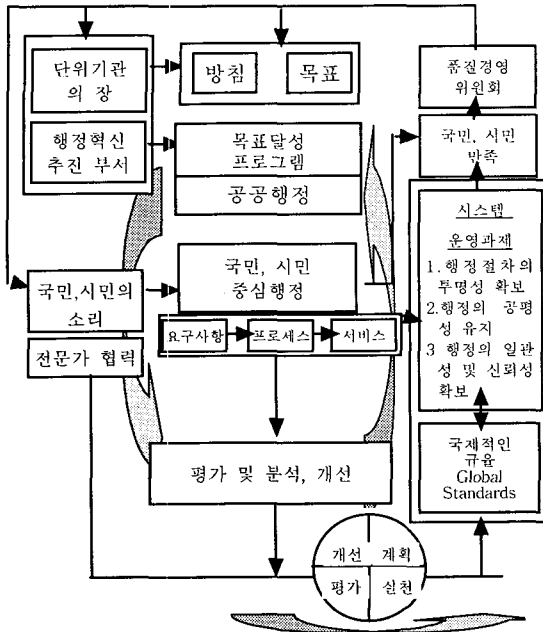 단위기관
의 장
행정혁신
추진 부서
방침
목표
목표달성
프로그램
공공행정
품질경영
위원회
국민, 시민
만족
국민,시민의
소리
전문가 협력
국민, 시민
중심행정
요구사항
프로세스
서비스
시스템
운영과재
1.행정절차의
투명성 확보
2.행정의 공평
성 유지
3 행정의 일관
성 및 신뢰성
확보
국제적인
규율
Global
Standards
평가 및 분석, 개선
개선
계획
평가
실천